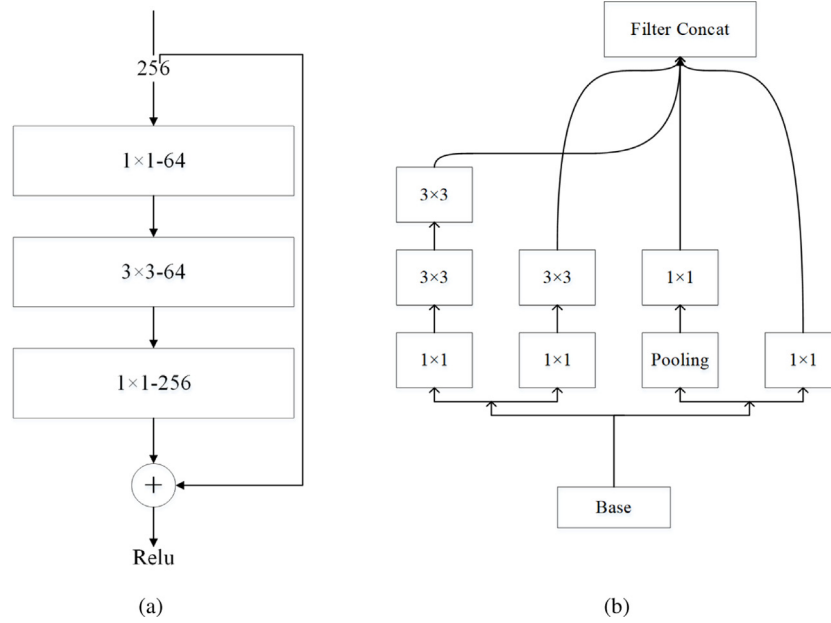 256
1×1-64
3×3-64
1×1-256
+
Relu
(a)
Filter Concat
3×3
3×3
3×3
1×1
1×1
1×1
Pooling
1×1
Base
(b)